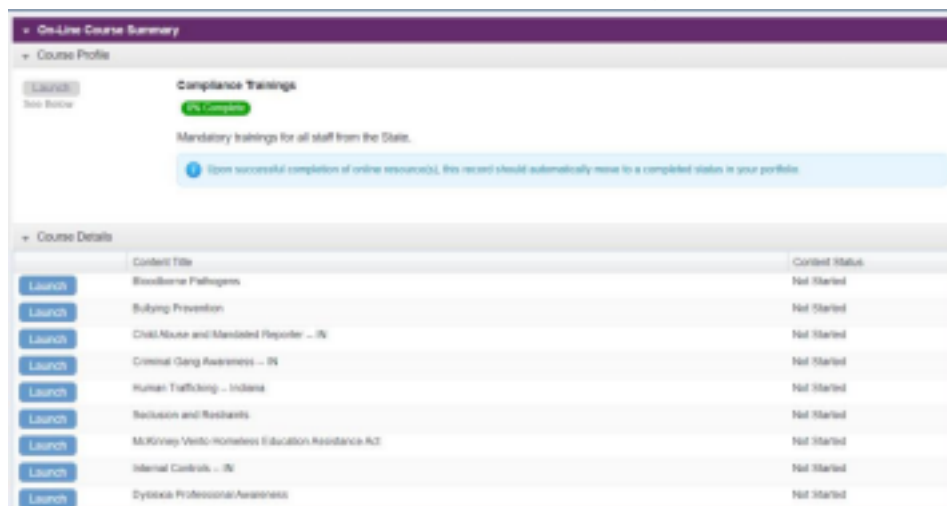 On-Line Course Summary
Course Profile
Launch
See Below
Compliance Trainings
0% Complete
Mandatory trainings for all staff from the State.
Upon successful completion of online resource(s), this record should automatically move to a completed status in your portfolio.
Course Details
Content Title Content Status
Launch Bloodborne Pathogens Not Started
Launch Bullying Prevention Not Started
Launch Child Abuse and Mandated Reporter – IN Not Started
Launch Criminal Gang Awareness – IN Not Started
Launch Human Trafficking – Indiana Not Started
Launch Seclusion and Restraints Not Started
Launch McKinney-Vento Homeless Education Assistance Act Not Started
Launch Internal Controls – IN Not Started
Launch Dyslexia Professional Awareness Not Started